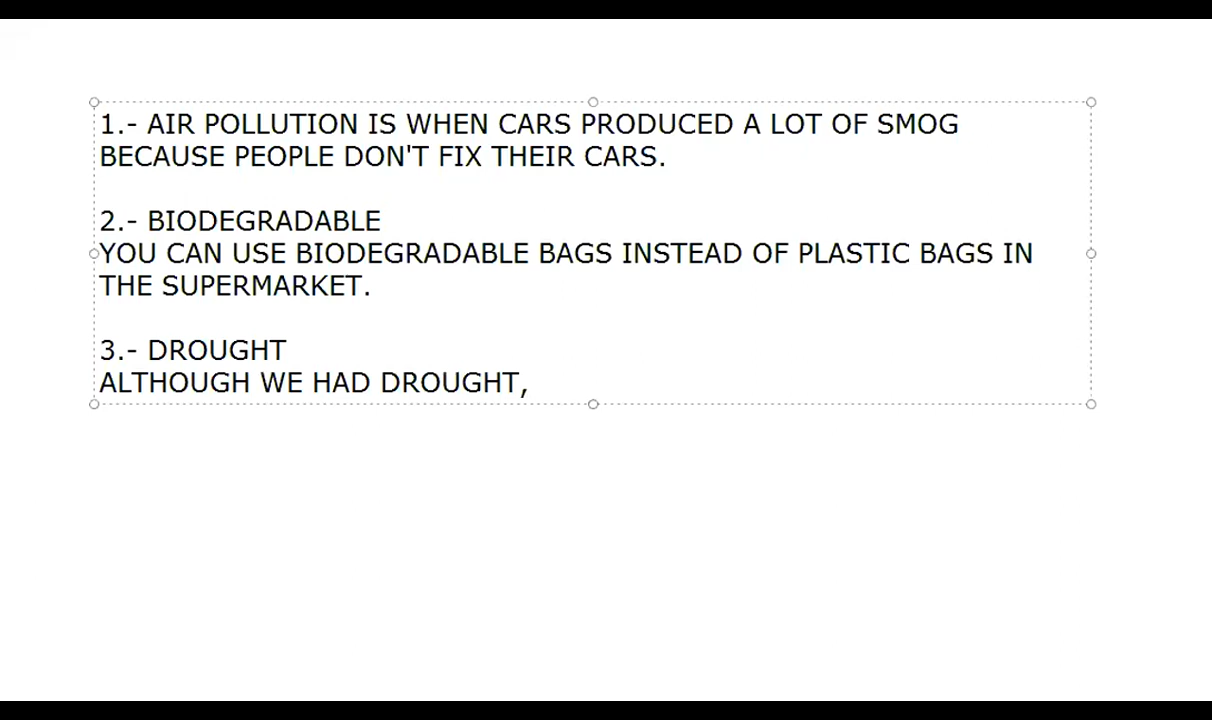 1.- AIR POLLUTION IS WHEN CARS PRODUCED A LOT OF SMOG
BECAUSE PEOPLE DON'T FIX THEIR CARS.
2.- BIODEGRADABLE
YOU CAN USE BIODEGRADABLE BAGS INSTEAD OF PLASTIC BAGS IN
THE SUPERMARKET.
3.- DROUGHT
ALTHOUGH WE HAD DROUGHT,